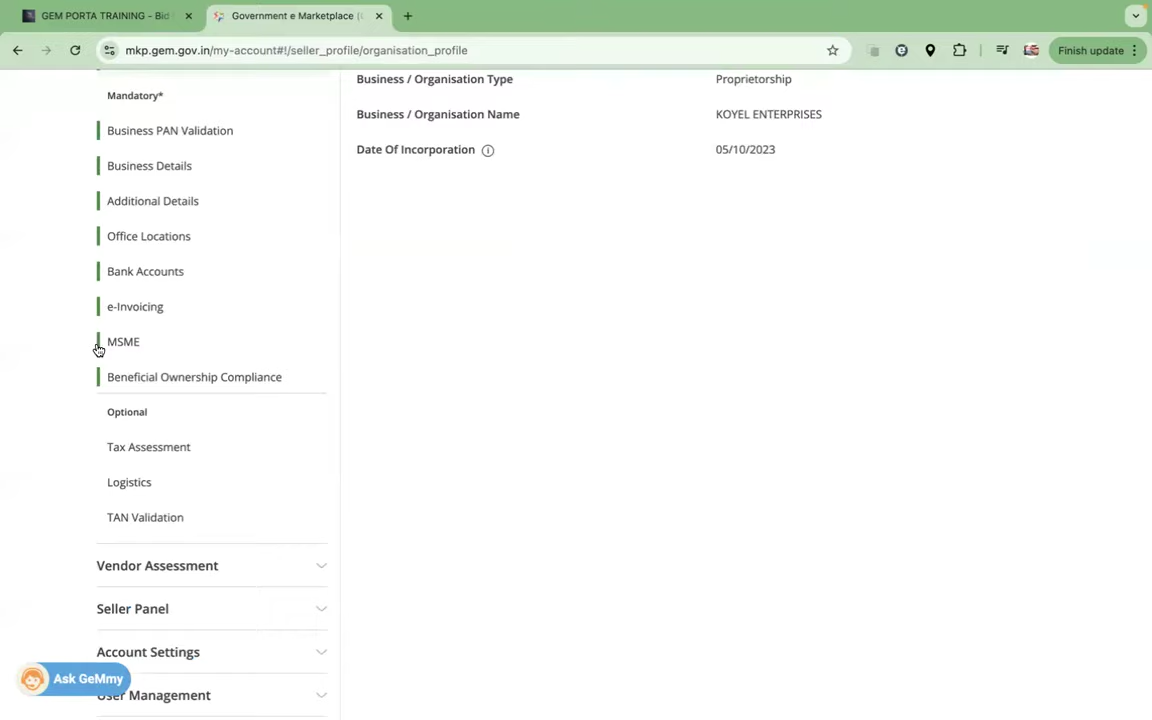 GEM PORTA TRAINING - Bid
Government e Marketplace (
mkp.gem.gov.in/my-account#!/seller_profile/organisation_profile
Finish update
Mandatory*
Business PAN Validation
Business Details
Additional Details
Office Locations
Bank Accounts
e-Invoicing
MSME
Beneficial Ownership Compliance
Optional
Tax Assessment
Logistics
TAN Validation
Vendor Assessment
Seller Panel
Account Settings
User Management
Ask GeMmy
Business / Organisation Type Proprietorship
Business / Organisation Name KOYEL ENTERPRISES
Date Of Incorporation 05/10/2023